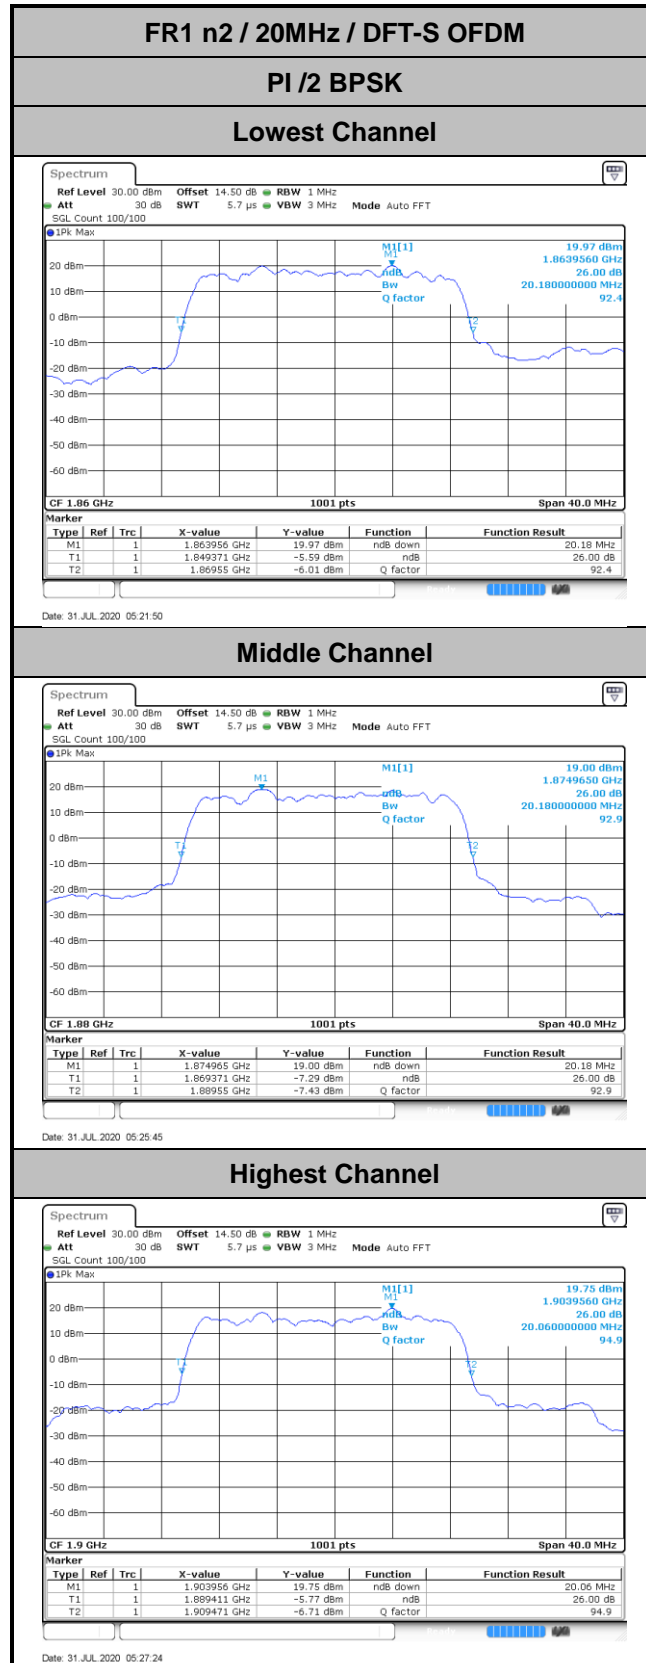 FR1 n2 / 20MHz / DFT-S OFDM
PI /2 BPSK
Lowest Channel
Spectrum
Ref Level 30.00 dBm Offset 14.50 dB RBW 1 MHz
Att 30 dB SWT 5.7 µs VBW 3 MHz Mode Auto FFT
SGL Count 100/100
1Pk Max
M1[1] 19.97 dBm
M1
1.8639560 GHz
20 dBm
ndB 26.00 dB
Bw 20.180000000 MHz
10 dBm
Q factor 92.4
0 dBm
T1
T2
-10 dBm
-20 dBm
-30 dBm
-40 dBm
-50 dBm
-60 dBm
CF 1.86 GHz 1001 pts Span 40.0 MHz
Marker
Type Ref Trc X-value Y-value Function Function Result
M1 1 1.863956 GHz 19.97 dBm ndB down 20.18 MHz
T1 1 1.849371 GHz -5.59 dBm ndB 26.00 dB
T2 1 1.86955 GHz -6.01 dBm Q factor 92.4
Date: 31.JUL.2020 05:21:50
Middle Channel
Spectrum
Ref Level 30.00 dBm Offset 14.50 dB RBW 1 MHz
Att 30 dB SWT 5.7 µs VBW 3 MHz Mode Auto FFT
SGL Count 100/100
1Pk Max
M1[1] 19.00 dBm
M1
1.8749650 GHz
20 dBm
ndB 26.00 dB
Bw 20.180000000 MHz
10 dBm
Q factor 92.9
0 dBm
T1
T2
-10 dBm
-20 dBm
-30 dBm
-40 dBm
-50 dBm
-60 dBm
CF 1.88 GHz 1001 pts Span 40.0 MHz
Marker
Type Ref Trc X-value Y-value Function Function Result
M1 1 1.874965 GHz 19.00 dBm ndB down 20.18 MHz
T1 1 1.869371 GHz -7.29 dBm ndB 26.00 dB
T2 1 1.88955 GHz -7.43 dBm Q factor 92.9
Date: 31.JUL.2020 05:25:45
Highest Channel
Spectrum
Ref Level 30.00 dBm Offset 14.50 dB RBW 1 MHz
Att 30 dB SWT 5.7 µs VBW 3 MHz Mode Auto FFT
SGL Count 100/100
1Pk Max
M1[1] 19.75 dBm
M1
1.9039560 GHz
20 dBm
ndB 26.00 dB
Bw 20.060000000 MHz
10 dBm
Q factor 94.9
0 dBm
T1
T2
-10 dBm
-20 dBm
-30 dBm
-40 dBm
-50 dBm
-60 dBm
CF 1.9 GHz 1001 pts Span 40.0 MHz
Marker
Type Ref Trc X-value Y-value Function Function Result
M1 1 1.903956 GHz 19.75 dBm ndB down 20.06 MHz
T1 1 1.889411 GHz -5.77 dBm ndB 26.00 dB
T2 1 1.909471 GHz -6.71 dBm Q factor 94.9
Date: 31.JUL.2020 05:27:24